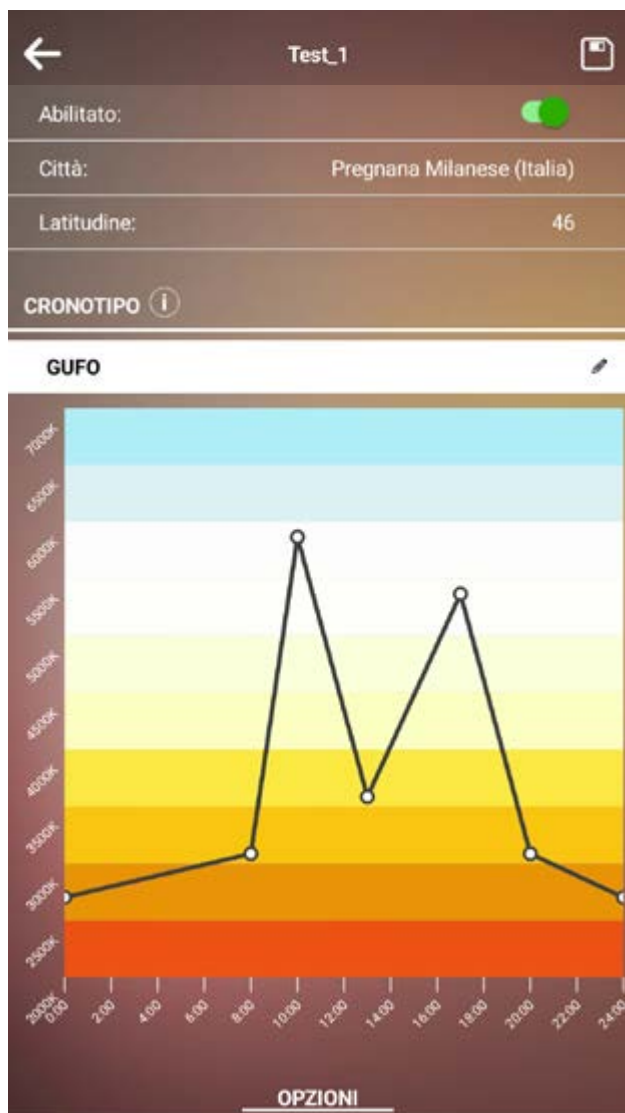 Test_1
Abilitato:
Città: Pregnana Milanese (Italia)
Latitudine: 46
CRONOTIPO i
GUFO
7000K
6500K
6000K
5500K
5000K
4500K
4000K
3500K
3000K
2500K
2000K
0:00 2:00 4:00 6:00 8:00 10:00 12:00 14:00 16:00 18:00 20:00 22:00 24:00
OPZIONI